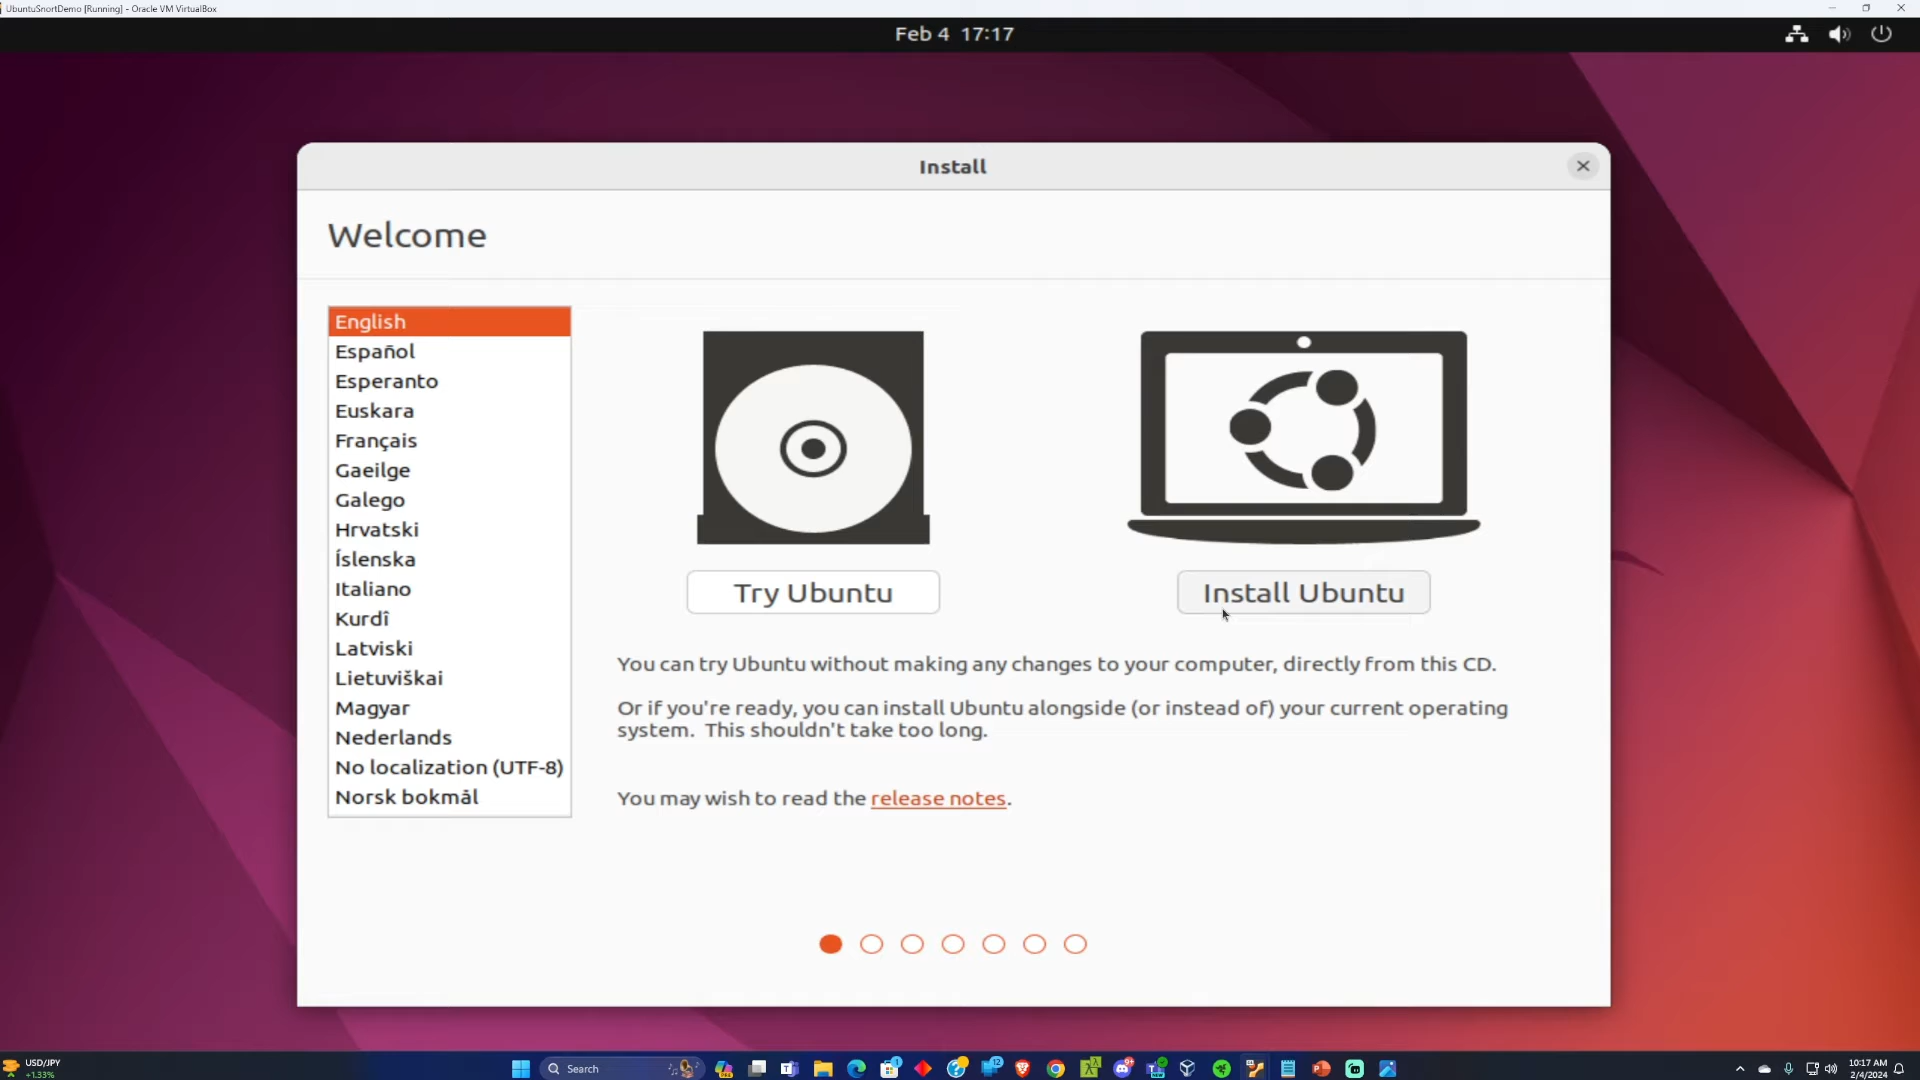 UbuntuSnortDemo [Running] - Oracle VM VirtualBox
Feb 4 17:17
Install
Welcome
English
Español
Esperanto
Euskara
Français
Gaeilge
Galego
Hrvatski
Íslenska
Italiano
Kurdî
Latviski
Lietuviškai
Magyar
Nederlands
No localization (UTF-8)
Norsk bokmål
Try Ubuntu
Install Ubuntu
You can try Ubuntu without making any changes to your computer, directly from this CD.
Or if you're ready, you can install Ubuntu alongside (or instead of) your current operating
system. This shouldn't take too long.
You may wish to read the release notes.
USD/JPY
+1.33%
Search
10:17 AM
2/4/2024